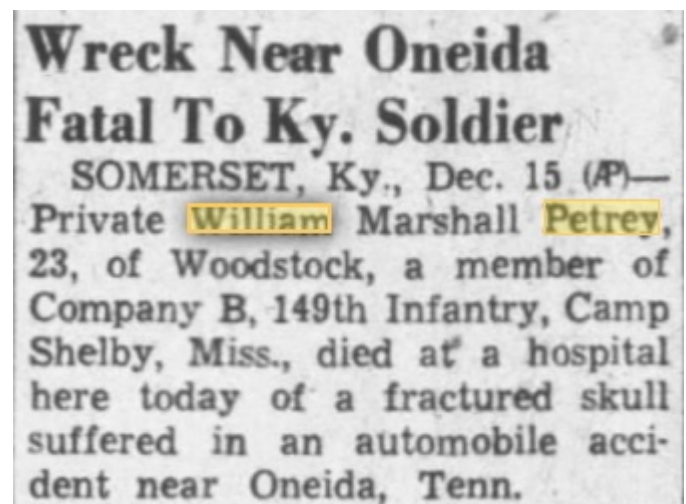 Wreck Near Oneida
Fatal To Ky. Soldier
SOMERSET, Ky., Dec. 15 (AP)—
Private William Marshall Petrey,
23, of Woodstock, a member of
Company B, 149th Infantry, Camp
Shelby, Miss., died at a hospital
here today of a fractured skull
suffered in an automobile acci-
dent near Oneida, Tenn.